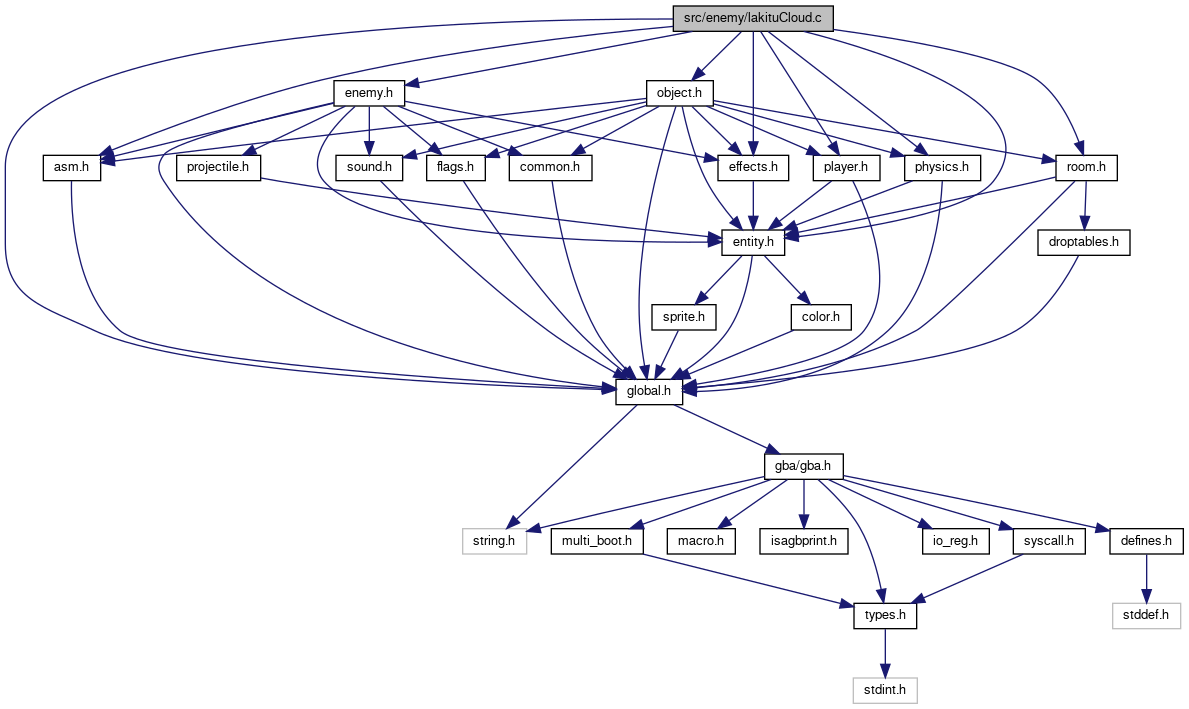 src/enemy/lakituCloud.c
enemy.h
object.h
asm.h
projectile.h
sound.h
flags.h
common.h
effects.h
player.h
physics.h
room.h
entity.h
droptables.h
sprite.h
color.h
global.h
gba/gba.h
string.h
multi_boot.h
macro.h
isagbprint.h
io_reg.h
syscall.h
defines.h
types.h
stddef.h
stdint.h